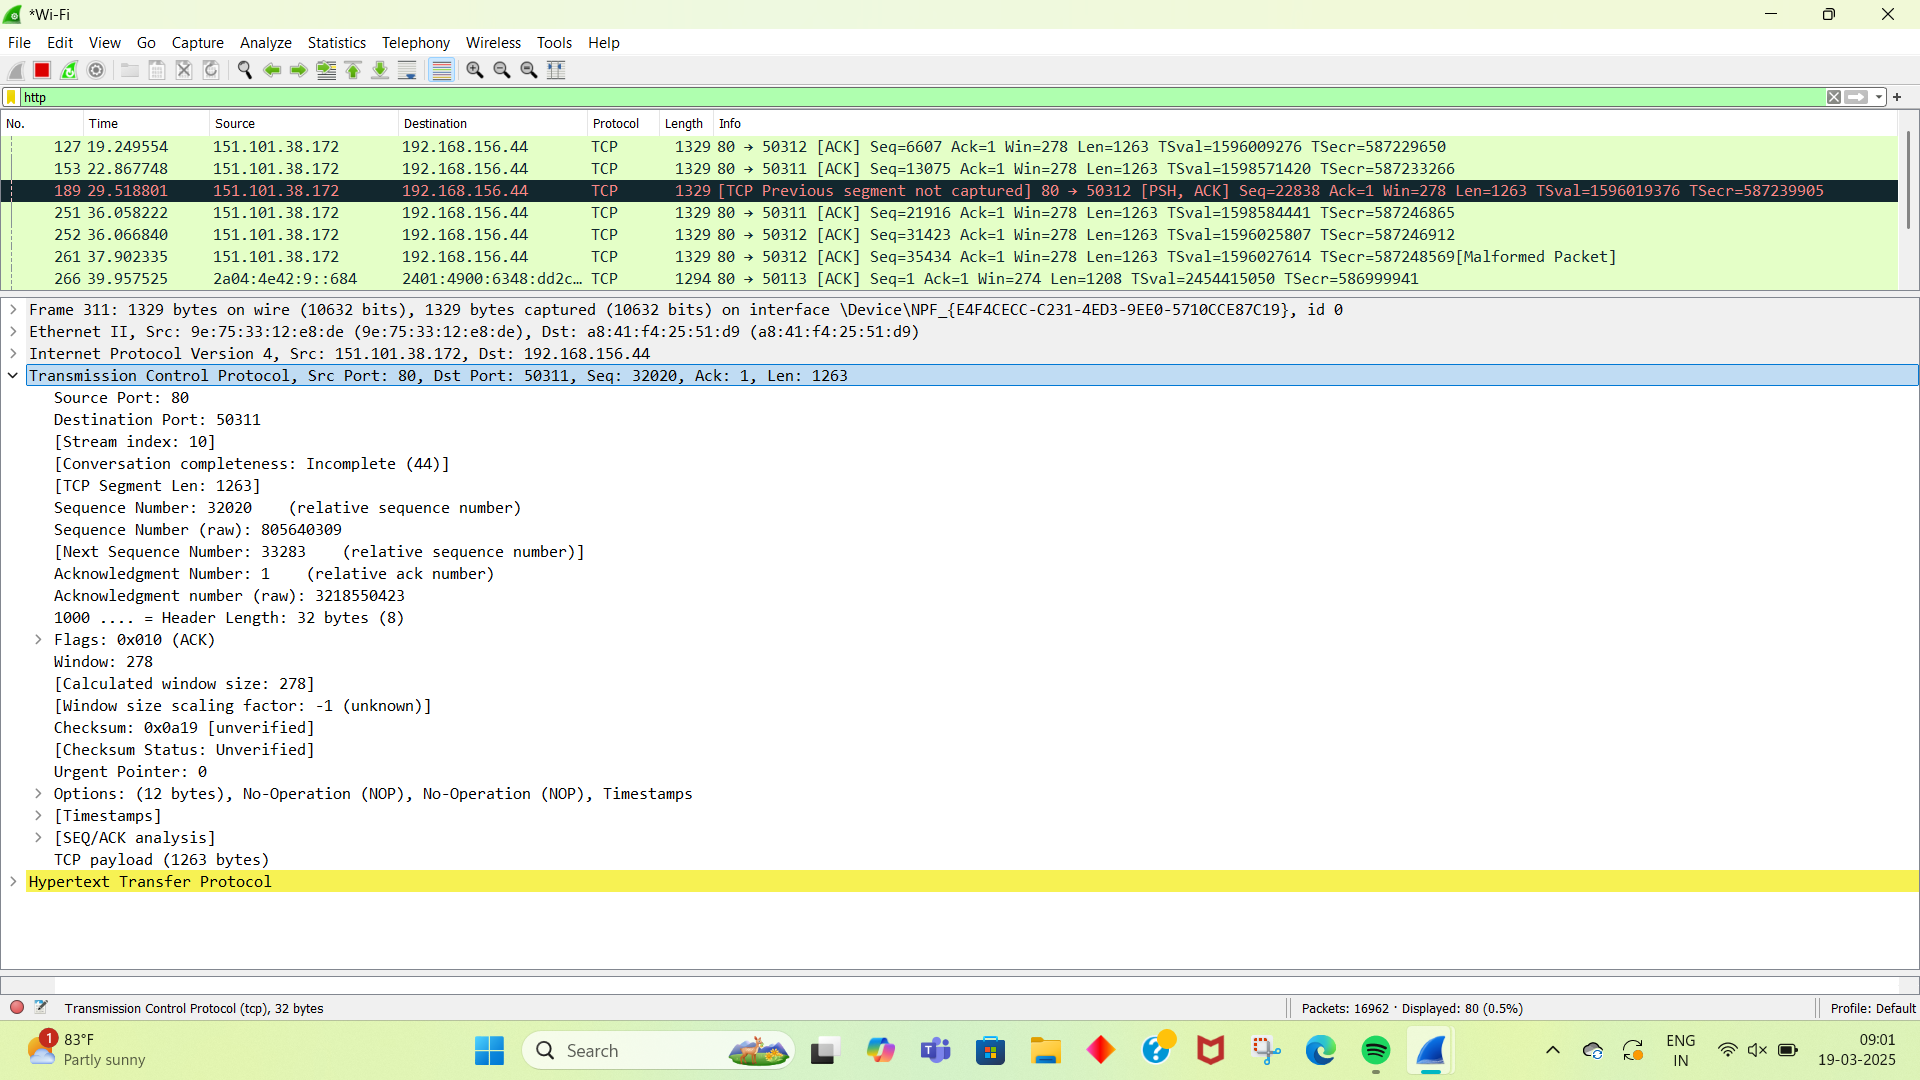 *Wi-Fi
File Edit View Go Capture Analyze Statistics Telephony Wireless Tools Help
http
No. Time Source Destination Protocol Length Info
127 19.249554 151.101.38.172 192.168.156.44 TCP 1329 80 → 50312 [ACK] Seq=6607 Ack=1 Win=278 Len=1263 TSval=1596009276 TSecr=587229650
153 22.867748 151.101.38.172 192.168.156.44 TCP 1329 80 → 50311 [ACK] Seq=13075 Ack=1 Win=278 Len=1263 TSval=1598571420 TSecr=587233266
189 29.518801 151.101.38.172 192.168.156.44 TCP 1329 [TCP Previous segment not captured] 80 → 50312 [PSH, ACK] Seq=22838 Ack=1 Win=278 Len=1263 TSval=1596019376 TSecr=587239905
251 36.058222 151.101.38.172 192.168.156.44 TCP 1329 80 → 50311 [ACK] Seq=21916 Ack=1 Win=278 Len=1263 TSval=1598584441 TSecr=587246865
252 36.066840 151.101.38.172 192.168.156.44 TCP 1329 80 → 50312 [ACK] Seq=31423 Ack=1 Win=278 Len=1263 TSval=1596025807 TSecr=587246912
261 37.902335 151.101.38.172 192.168.156.44 TCP 1329 80 → 50312 [ACK] Seq=35434 Ack=1 Win=278 Len=1263 TSval=1596027614 TSecr=587248569[Malformed Packet]
266 39.957525 2a04:4e42:9::684 2401:4900:6348:dd2c… TCP 1294 80 → 50113 [ACK] Seq=1 Ack=1 Win=274 Len=1208 TSval=2454415050 TSecr=586999941
Frame 311: 1329 bytes on wire (10632 bits), 1329 bytes captured (10632 bits) on interface \Device\NPF_{E4F4CECC-C231-4ED3-9EE0-5710CCE87C19}, id 0
Ethernet II, Src: 9e:75:33:12:e8:de (9e:75:33:12:e8:de), Dst: a8:41:f4:25:51:d9 (a8:41:f4:25:51:d9)
Internet Protocol Version 4, Src: 151.101.38.172, Dst: 192.168.156.44
Transmission Control Protocol, Src Port: 80, Dst Port: 50311, Seq: 32020, Ack: 1, Len: 1263
Source Port: 80
Destination Port: 50311
[Stream index: 10]
[Conversation completeness: Incomplete (44)]
[TCP Segment Len: 1263]
Sequence Number: 32020 (relative sequence number)
Sequence Number (raw): 805640309
[Next Sequence Number: 33283 (relative sequence number)]
Acknowledgment Number: 1 (relative ack number)
Acknowledgment number (raw): 3218550423
1000 .... = Header Length: 32 bytes (8)
Flags: 0x010 (ACK)
Window: 278
[Calculated window size: 278]
[Window size scaling factor: -1 (unknown)]
Checksum: 0x0a19 [unverified]
[Checksum Status: Unverified]
Urgent Pointer: 0
Options: (12 bytes), No-Operation (NOP), No-Operation (NOP), Timestamps
[Timestamps]
[SEQ/ACK analysis]
TCP payload (1263 bytes)
Hypertext Transfer Protocol
Transmission Control Protocol (tcp), 32 bytes
Packets: 16962 · Displayed: 80 (0.5%)
Profile: Default
1
83°F
Partly sunny
Search
ENG
IN
09:01
19-03-2025